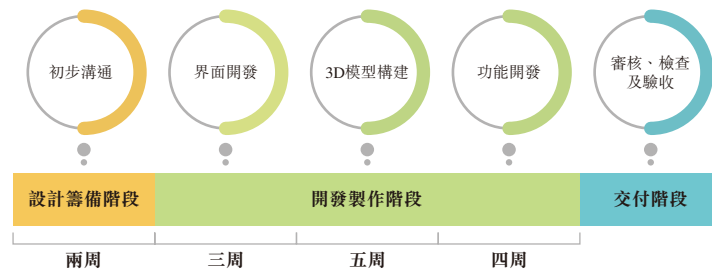 初步溝通
界面開發
3D模型構建
功能開發
審核、檢查
及驗收
設計籌備階段
開發製作階段
交付階段
兩周
三周
五周
四周